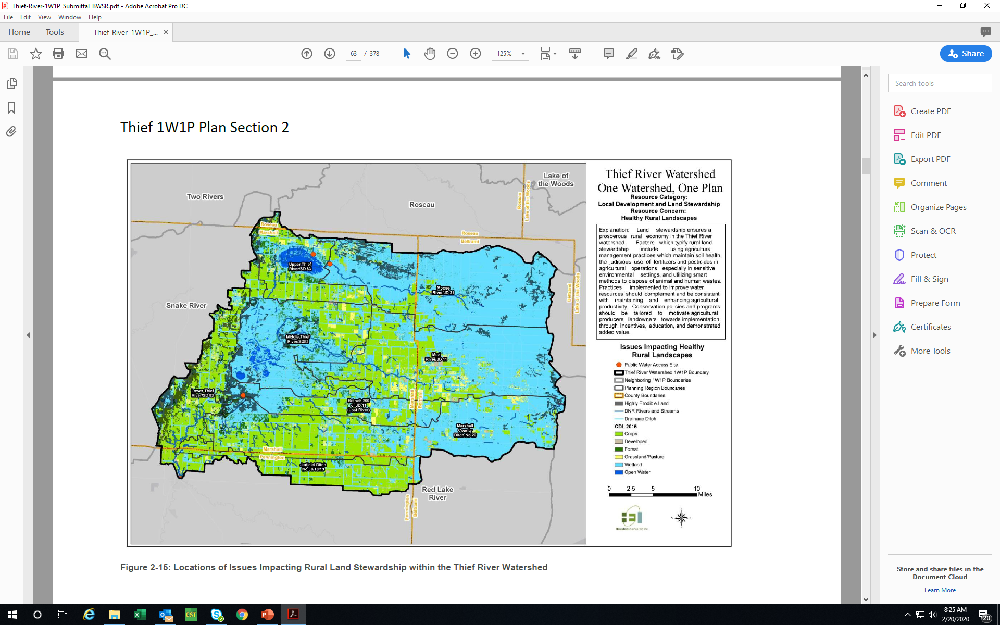 Thief-River-1W1P_Submittal_BWSR.pdf - Adobe Acrobat Pro DC
File Edit View Window Help
Home Tools Thief-River-1W1P_... ×
63 / 378 125% Share
Search tools
Create PDF
Edit PDF
Export PDF
Comment
Organize Pages
Scan & OCR
Protect
Fill & Sign
Prepare Form
Certificates
More Tools
Store and share files in the
Document Cloud
Learn More
Thief 1W1P Plan Section 2
Two Rivers
Roseau
Lake of
the Woods
Roseau
Lake of the Woods
Roseau
Marshall
Roseau
Beltrami
Upper Thief
River/SD 83
Moose
River/JD 21
Beltrami
Lake of the Woods
Snake River
Middle Thief
River/SD83
Mud
River/JD 11
Lower Thief
River/SD 83
Branch 200
of JD 11
(Lost River)
Marshall
Beltrami
Marshall
County
Ditch No 20
Marshall
Pennington
Judicial Ditch
No 30/18/13
Red Lake
River
Pennington
Beltrami
Thief River Watershed
One Watershed, One Plan
Resource Category:
Local Development and Land Stewardship
Resource Concern:
Healthy Rural Landscapes
Explanation: Land stewardship ensures a
prosperous rural economy in the Thief River
watershed. Factors which typify rural land
stewardship include using agricultural
management practices which maintain soil health,
the judicious use of fertilizers and pesticides in
agricultural operations especially in sensitive
environmental settings, and utilizing smart
methods to dispose of animal and human wastes.
Practices implemented to improve water
resources should complement and be consistent
with maintaining and enhancing agricultural
productivity. Conservation policies and programs
should be tailored to motivate agricultural
producers landowners towards implementation
through incentives, education, and demonstrated
added value.
Issues Impacting Healthy
Rural Landscapes
Public Water Access Site
Thief River Watershed 1W1P Boundary
Neighboring 1W1P Boundaries
Planning Region Boundaries
County Boundaries
Highly Erodible Land
DNR Rivers and Streams
Drainage Ditch
CDL 2015
Crops
Developed
Forest
Grassland/Pasture
Wetland
Open Water
0 2.5 5 10
Miles
HEI
HoustonEngineering Inc.
Figure 2-15: Locations of Issues Impacting Rural Land Stewardship within the Thief River Watershed
CST
8:25 AM
2/20/2020
20